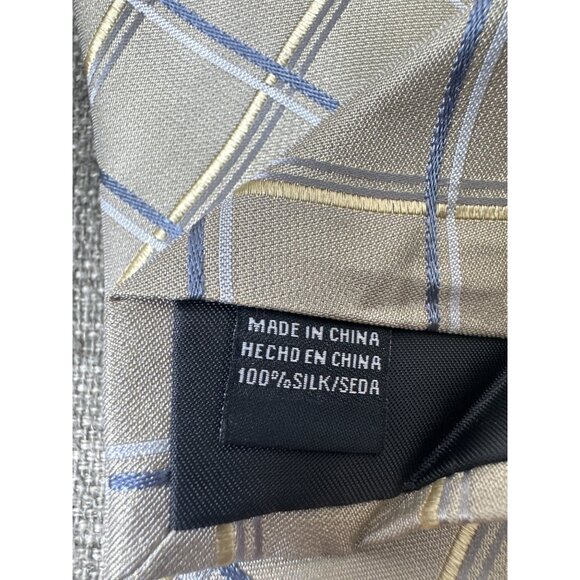 MADE IN CHINA
HECHO EN CHINA
100%SILK/SEDA